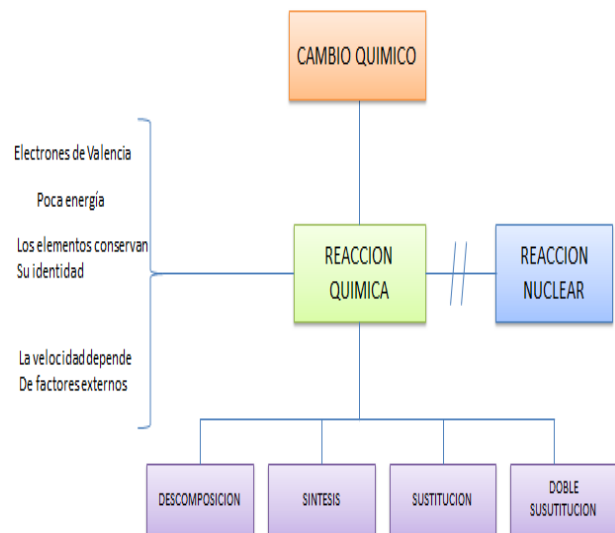 CAMBIO QUIMICO
Electrones de Valencia
Poca energía
Los elementos conservan
Su identidad
La velocidad depende
De factores externos
REACCION
QUIMICA
REACCION
NUCLEAR
DESCOMPOSICION
SINTESIS
SUSTITUCION
DOBLE
SUSUTITUCION